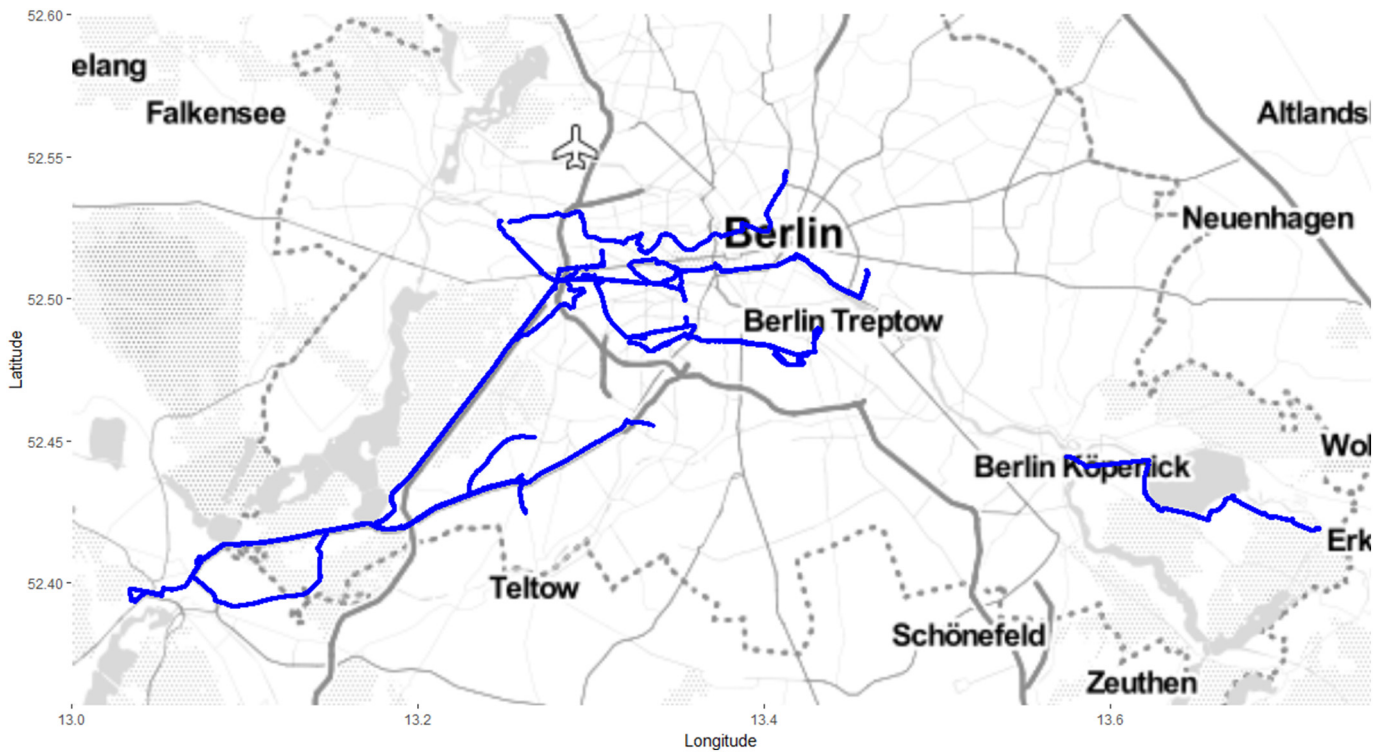 52.60
elang
Falkensee
Altlandsl
52.55
Neuenhagen
Berlin
52.50
Berlin Treptow
Latitude
52.45
Wol
Berlin Köpenick
Erk
52.40
Teltow
Schönefeld
Zeuthen
13.0
13.2
13.4
13.6
Longitude